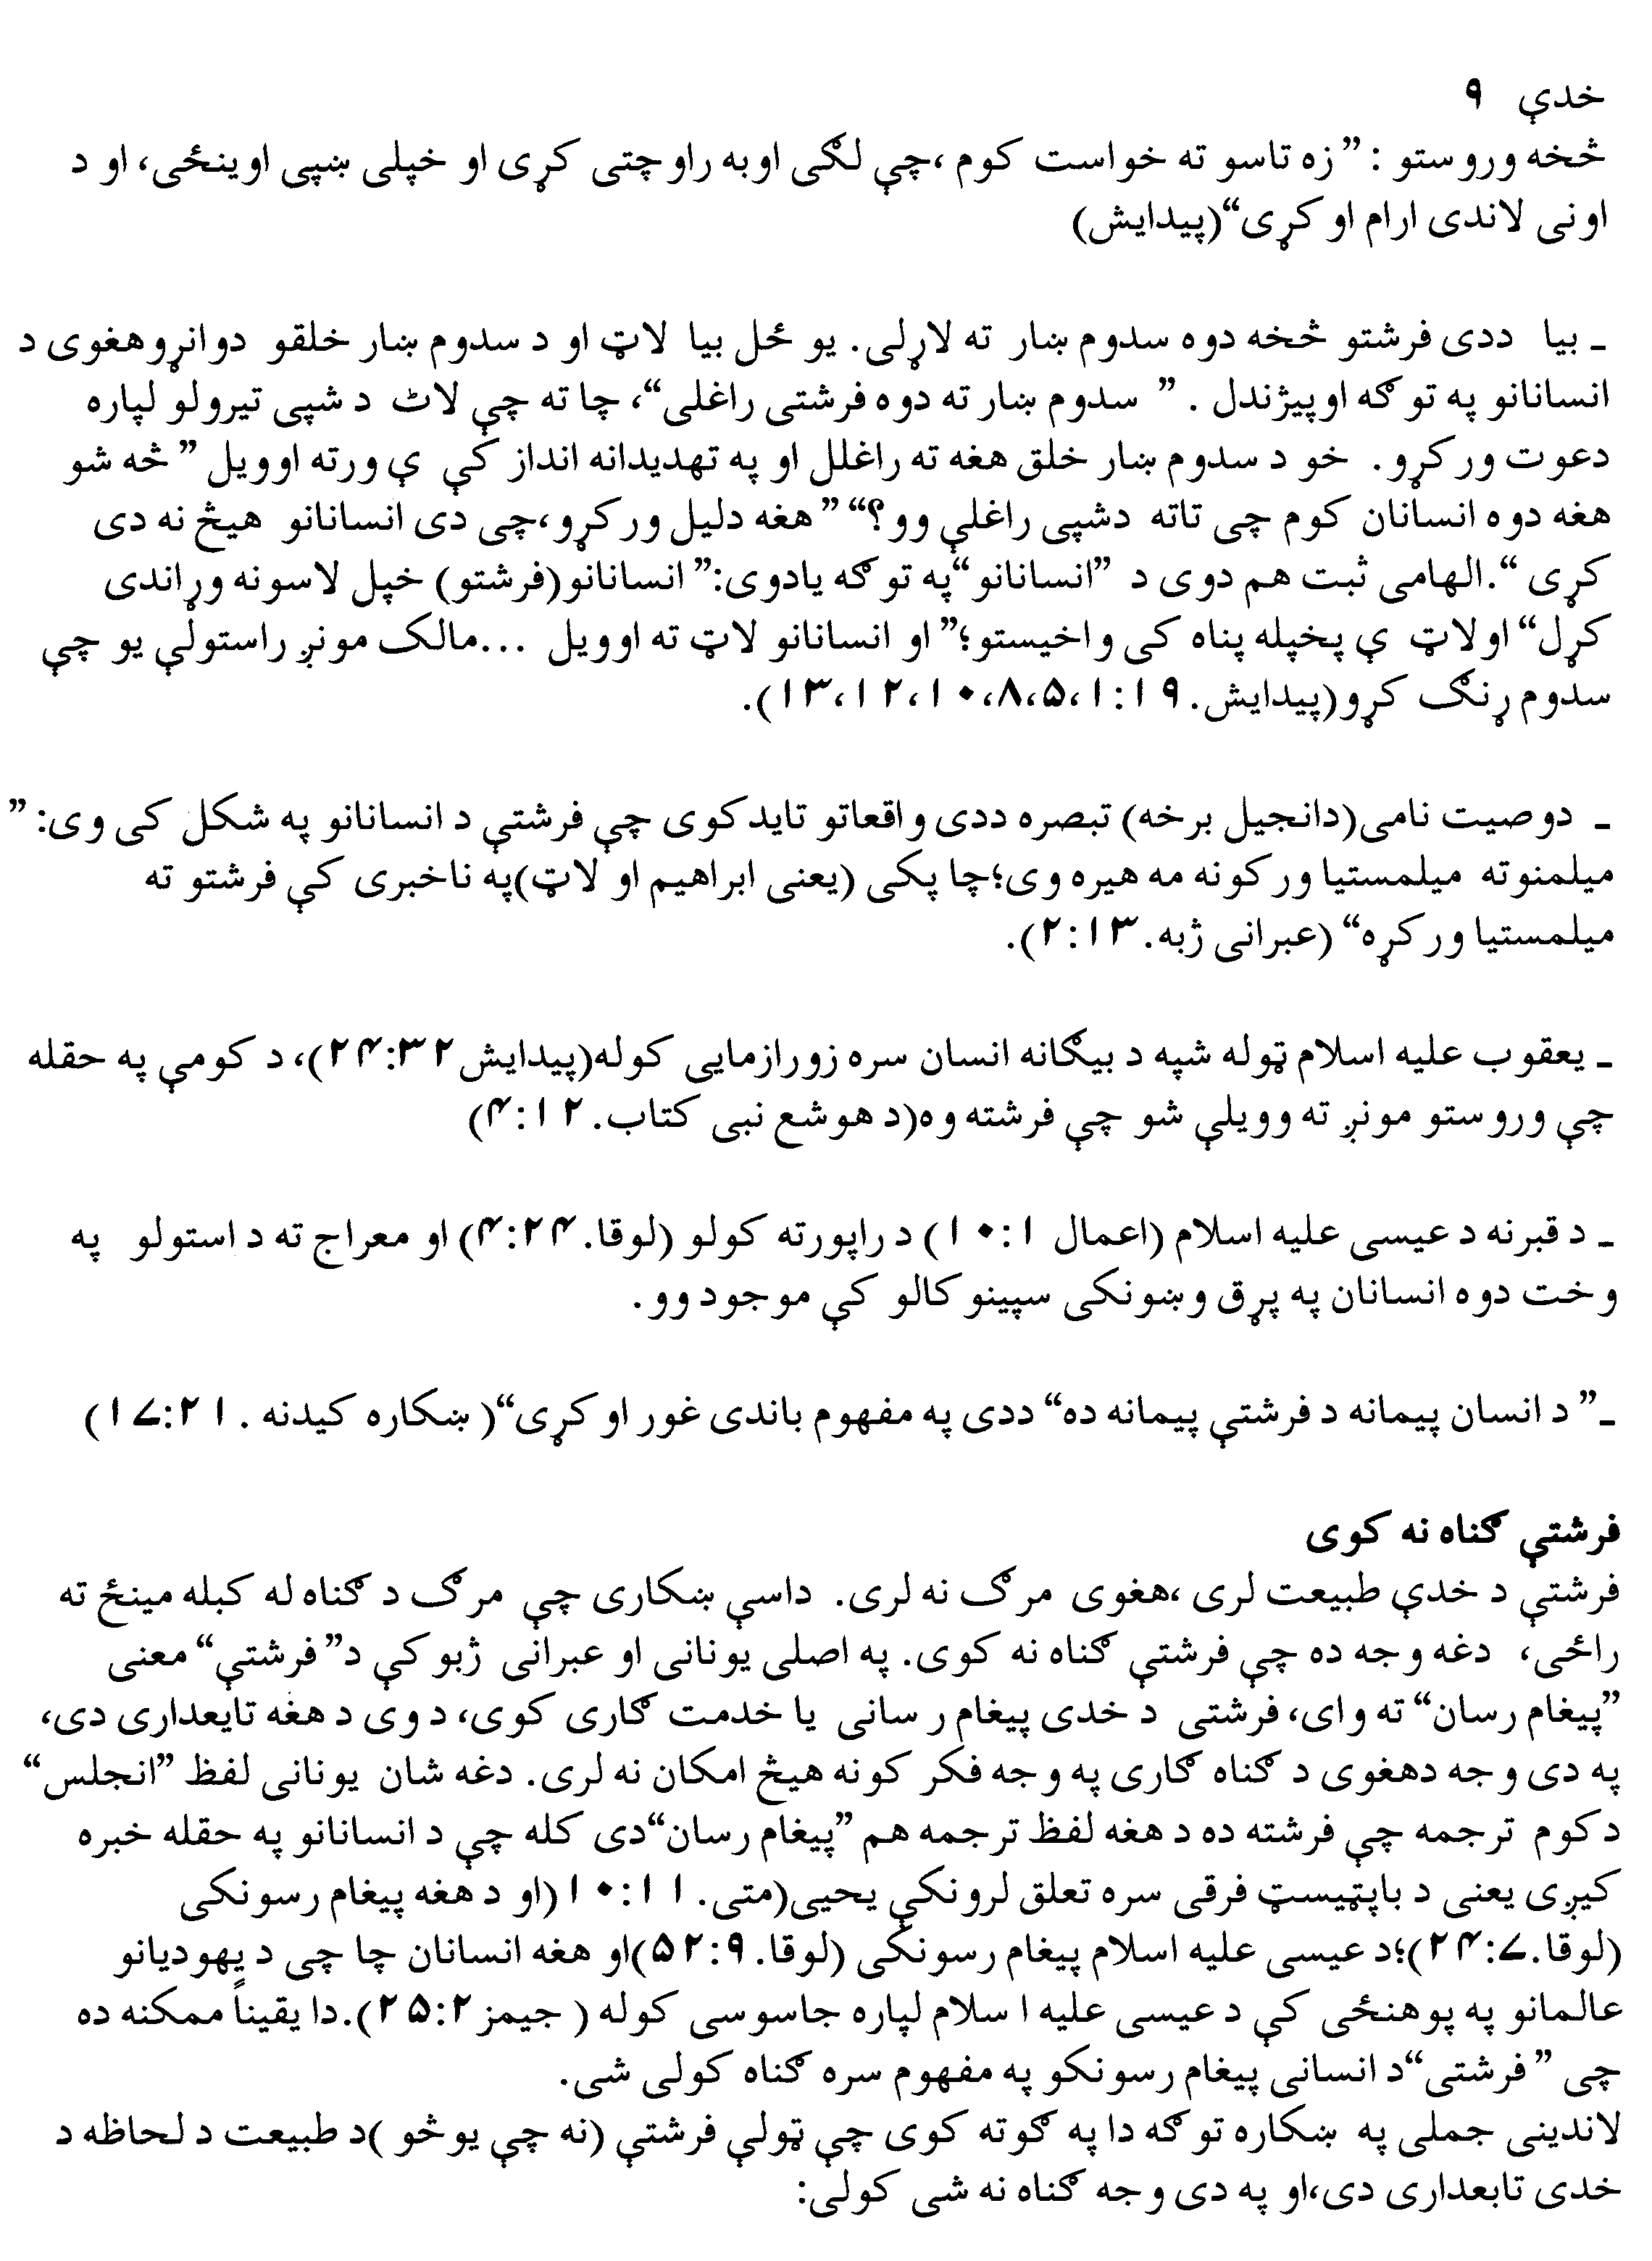 خدې ۹
څخه وروستو : ” زه تاسو ته خواست کوم ،چې لګی اوبه راوچتی کړی او خپلی ښپی اوینځی، او د
اونی لاندی ارام اوکړی“(پیدایش)
ـ بیا ددی فرشتو څخه دوه سدوم ښار ته لاړلی. یو ځل بیا لاټ او د سدوم ښار خلقو دوانړوهغوی د
انسانانو په توګه اوپیژندل . ” سدوم ښار ته دوه فرشتی راغلی“، چا ته چې لاٹ د شپی تیرولو لپاره
دعوت ورکړو. خو د سدوم ښار خلق هغه ته راغلل او په تهدیدانه انداز کې ې ورته اوویل ” څه شو
هغه دوه انسانان کوم چی تاته دشپی راغلې وو؟“ ” هغه دلیل ورکړو،چی دی انسانانو هیڅ نه دی
کړی “.الهامی ثبت هم دوی د ”انسانانو“په توګه یادوی:” انسانانو(فرشتو) خپل لاسونه وړاندی
کړل“ اولاټ ې پخپله پناه کی واخیستو؛” او انسانانو لاټ ته اوویل ...مالک مونږ راستولې یو چې
سدوم ړنګ کړو(پیدایش. ۱۹:۱،۵،۸،۱۰،۱۲،۱۳).
ـ دوصیت نامی(دانجیل برخه) تبصره ددی واقعاتو تایدکوی چې فرشتې د انسانانو په شکل کی وی: ”
میلمنوته میلمستیا ورکونه مه هیره وی؛چا پکی (یعنی ابراهیم او لاټ)په ناخبری کې فرشتو ته
میلمستیا ورکړه“ (عبرانی ژبه. ۱۳:۲).
ـ یعقوب علیه اسلام ټوله شپه د بیګانه انسان سره زورازمایی کوله(پیدایش ۳۲:۲۴)، د کومې په حقله
چې وروستو مونږ ته وویلې شو چې فرشته وه(د هوشع نبی کتاب. ۱۲:۴)
ـ د قبرنه د عیسی علیه اسلام (اعمال ۱:۱۰) د راپورته کولو (لوقا. ۲۴:۴) او معراج ته د استولو په
وخت دوه انسانان په پړق وښونکی سپینو کالو کې موجود وو.
ـ” د انسان پیمانه د فرشتې پیمانه ده“ ددی په مفهوم باندی غور اوکړی“( ښکاره کیدنه . ۲۱:۱۷)
فرشتې ګناه نه کوی
فرشتې د خدې طبیعت لری ،هغوی مرګ نه لری. داسې ښکاری چې مرګ د ګناه له کبله مینځ ته
راځی، دغه وجه ده چې فرشتې ګناه نه کوی. په اصلی یونانی او عبرانی ژبو کې د” فرشتې“ معنی
”پیغام رسان“ ته وای، فرشتی د خدی پیغام رسانی یا خدمت ګاری کوی، دوی د هغه تایعداری دی،
په دی وجه دهغوی د ګناه ګاری په وجه فکر کونه هیڅ امکان نه لری. دغه شان یونانی لفظ ”انجلس“
د کوم ترجمه چې فرشته ده د هغه لفظ ترجمه هم ”پیغام رسان“دی کله چې د انسانانو په حقله خبره
کیږی یعنی د باپټیسټ فرقی سره تعلق لرونکې یحیی(متی. ۱۱:۱۰ (او د هغه پیغام رسونکی
(لوقا.۷:۲۴)؛د عیسی علیه اسلام پیغام رسونکی (لوقا. ۹:۵۲)او هغه انسانان چا چی د یهودیانو
عالمانو په پوهنځی کې د عیسی علیه ا سلام لپاره جاسوسی کوله ( جیمز ۲:۲۵).دا یقیناً ممکنه ده
چی ” فرشتی“د انسانی پیغام رسونکو په مفهوم سره ګناه کولی شی.
لاندینی جملی په ښکاره توګه دا په ګوته کوی چې ټولې فرشتې (نه چې یوڅو )د طبیعت د لحاظه د
خدی تابعداری دی،او په دی وجه ګناه نه شی کولی: